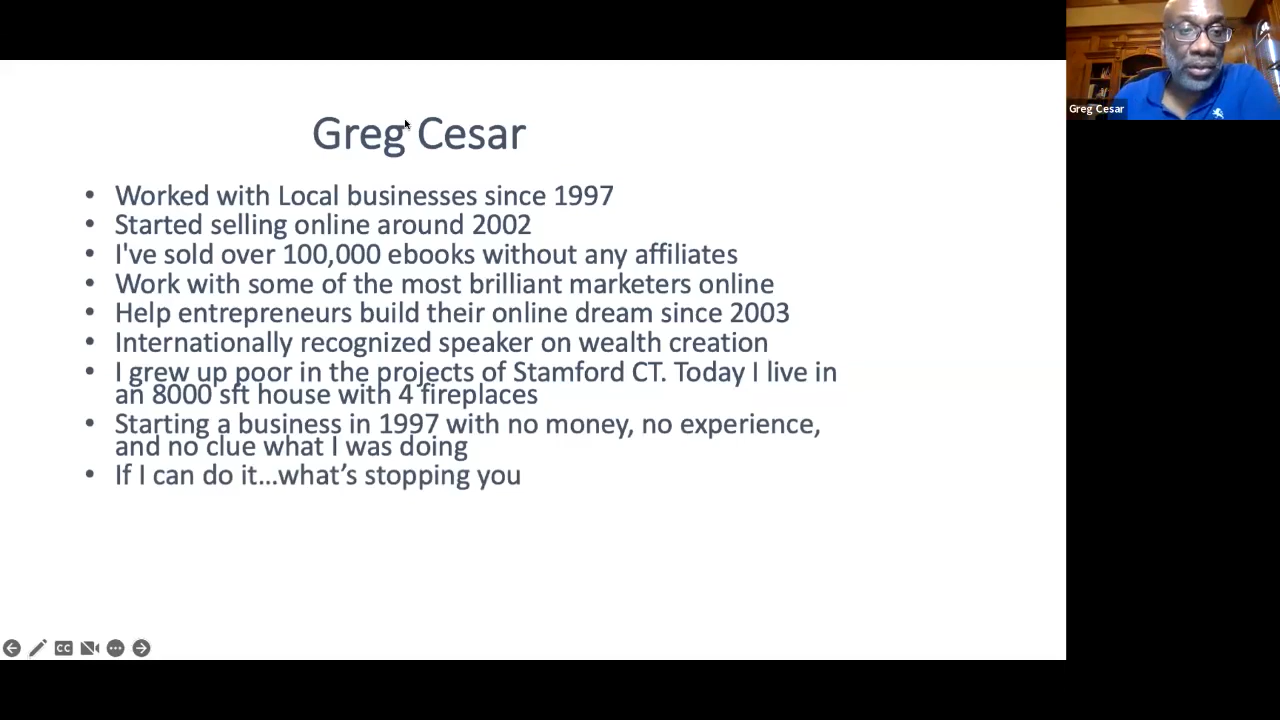 Greg Cesar
• Worked with Local businesses since 1997
• Started selling online around 2002
• I've sold over 100,000 ebooks without any affiliates
• Work with some of the most brilliant marketers online
• Help entrepreneurs build their online dream since 2003
• Internationally recognized speaker on wealth creation
• I grew up poor in the projects of Stamford CT. Today I live in
an 8000 sft house with 4 fireplaces
• Starting a business in 1997 with no money, no experience,
and no clue what I was doing
• If I can do it…what’s stopping you
CC
Greg Cesar